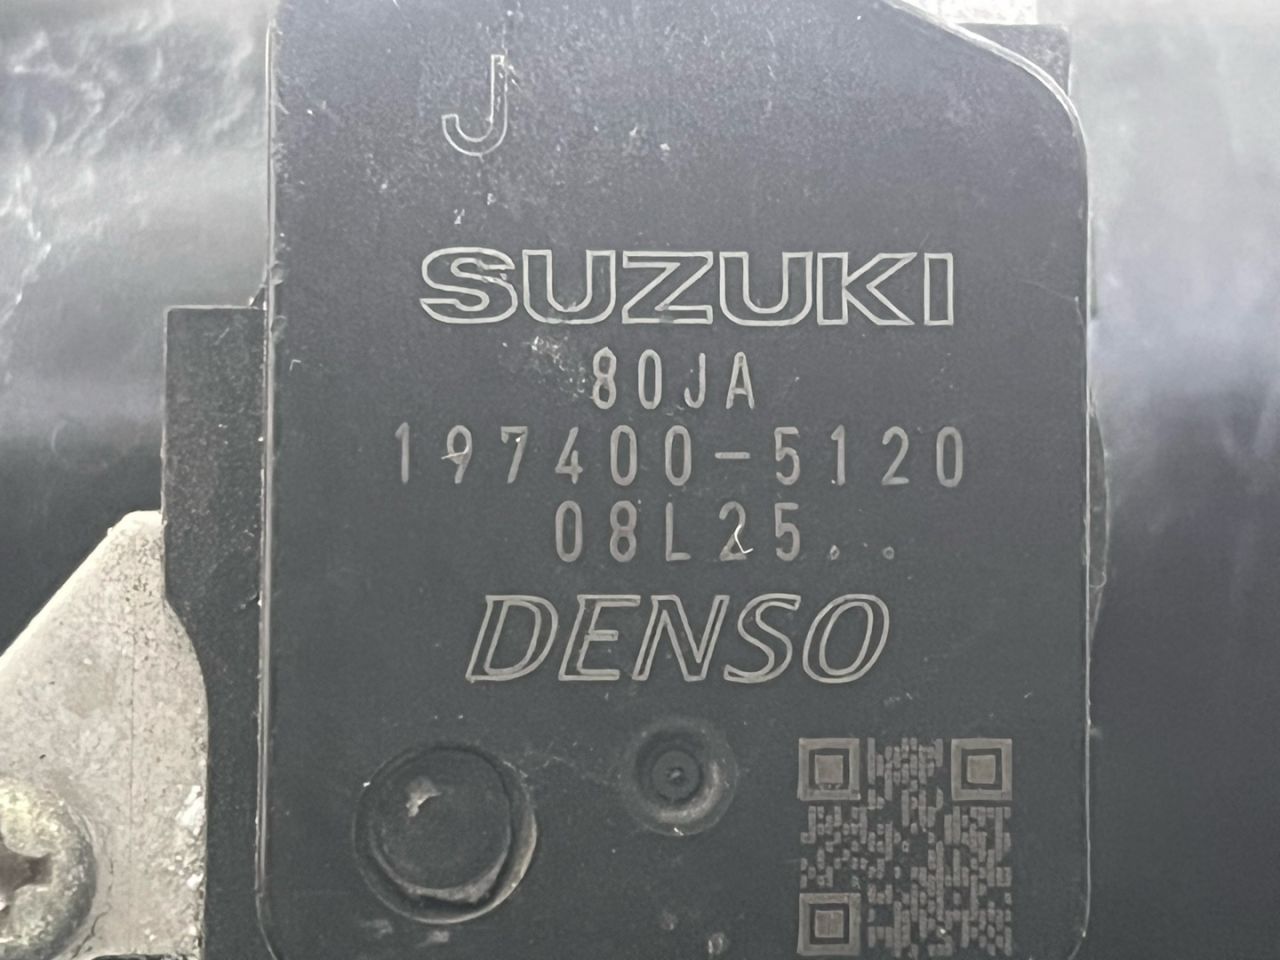 J
SUZUKI
80JA
197400-5120
08L25..
DENSO